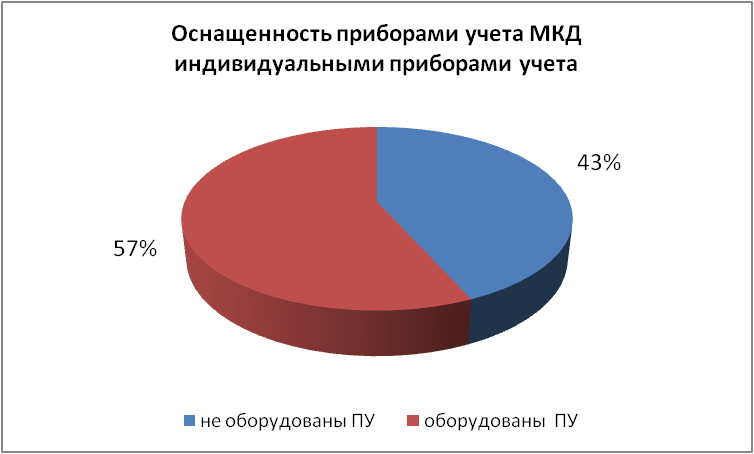 Оснащенность приборами учета МКД
индивидуальными приборами учета
43%
57%
не оборудованы ПУ
оборудованы ПУ